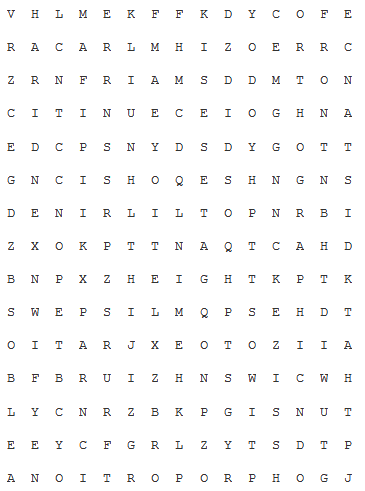 V H L M E K F F K D Y C O F E
R A C A R L M H I Z O E R R C
Z R N F R I A M S D D M T O N
C I T I N U E C E I O G H N A
E D C P S N Y D S D Y G O T T
G N C I S H O Q E S H N G N S
D E N I R L I L T O P N R B I
Z X O K P T T N A Q T C A H D
B N P X Z H E I G H T K P T K
S W E P S I L M Q P S E H D T
O I T A R J X E O T O Z I I A
B F B R U I Z H N S W I C W H
L Y C N R Z B K P G I S N U T
E E Y C F G R L Z Y T S D T P
A N O I T R O P O R P H O G J